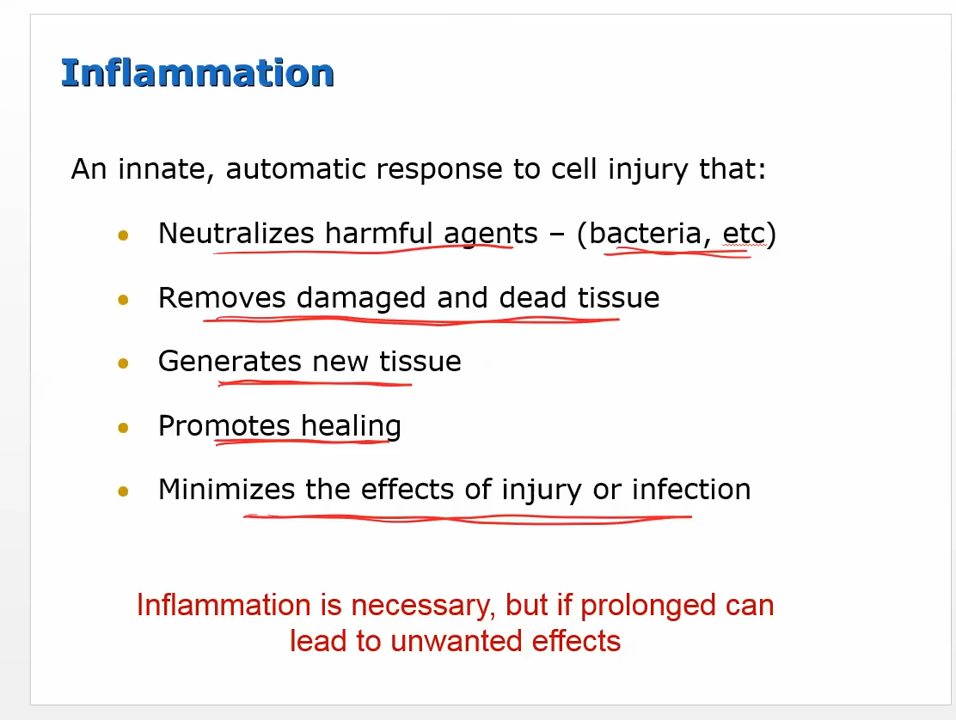 Inflammation
An innate, automatic response to cell injury that:
• Neutralizes harmful agents – (bacteria, etc)
• Removes damaged and dead tissue
• Generates new tissue
• Promotes healing
• Minimizes the effects of injury or infection
Inflammation is necessary, but if prolonged can
lead to unwanted effects